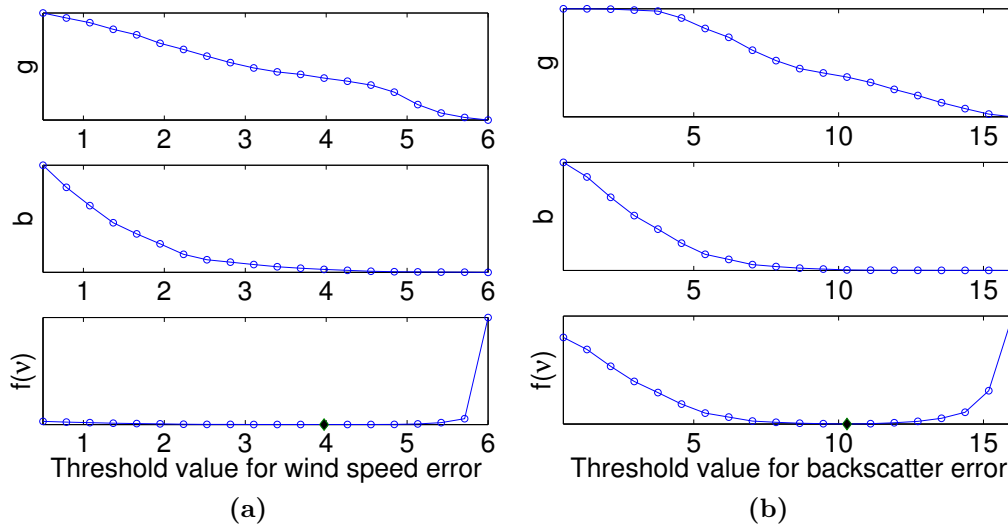 g
1 2 3 4 5 6
b
1 2 3 4 5 6
f(ν)
1 2 3 4 5 6
Threshold value for wind speed error
(a)
g
5 10 15
b
5 10 15
f(ν)
5 10 15
Threshold value for backscatter error
(b)